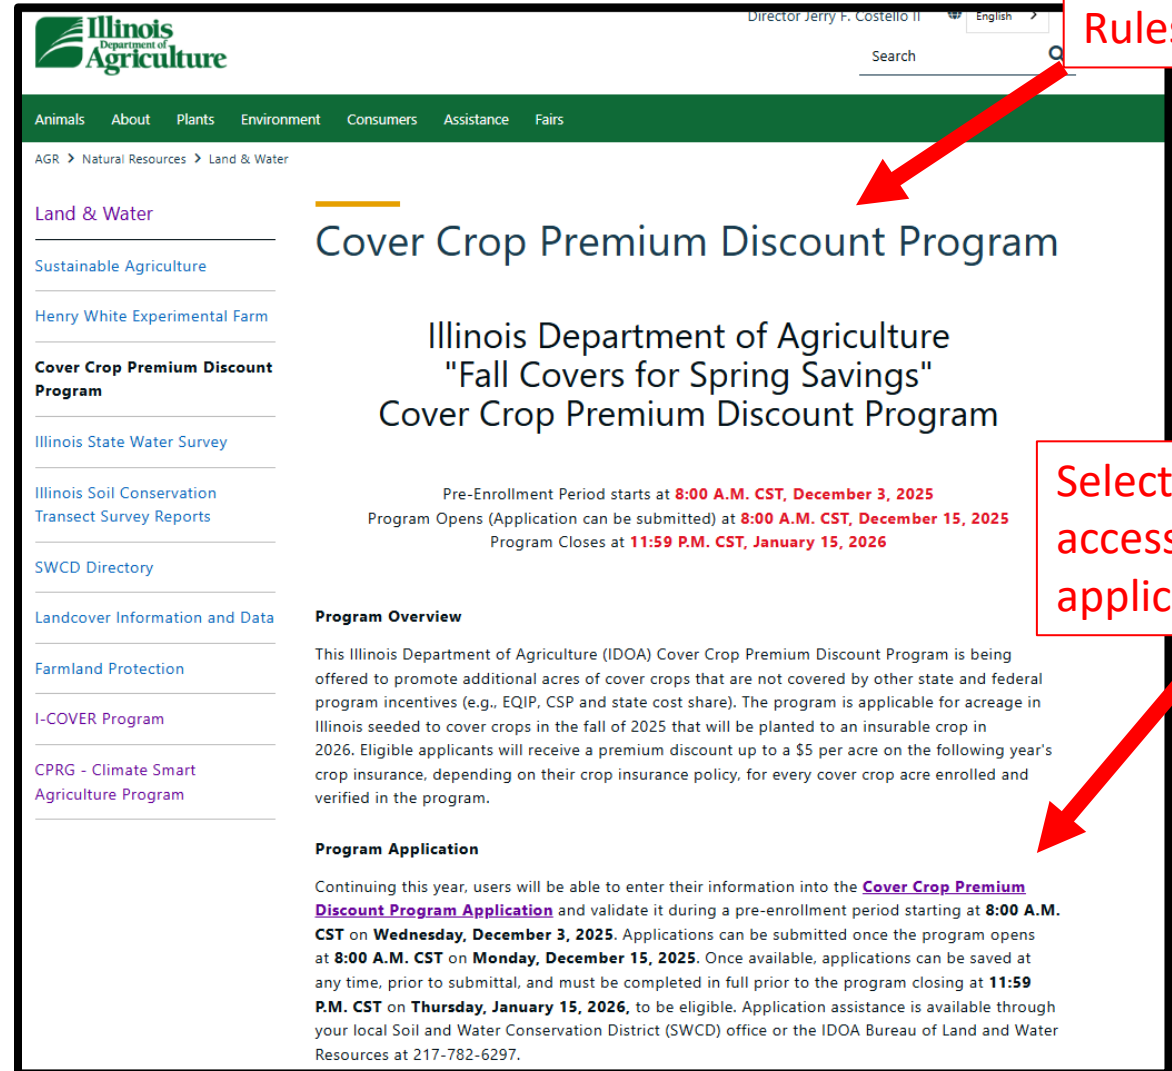 Illinois
Department of
Agriculture
Director Jerry F. Costello II
English
Rules
Search
Animals About Plants Environment Consumers Assistance Fairs
AGR > Natural Resources > Land & Water
Land & Water
Sustainable Agriculture
Henry White Experimental Farm
Cover Crop Premium Discount
Program
Illinois State Water Survey
Illinois Soil Conservation
Transect Survey Reports
SWCD Directory
Landcover Information and Data
Farmland Protection
I-COVER Program
CPRG - Climate Smart
Agriculture Program
Cover Crop Premium Discount Program
Illinois Department of Agriculture
"Fall Covers for Spring Savings"
Cover Crop Premium Discount Program
Pre-Enrollment Period starts at 8:00 A.M. CST, December 3, 2025
Program Opens (Application can be submitted) at 8:00 A.M. CST, December 15, 2025
Program Closes at 11:59 P.M. CST, January 15, 2026
Select
access
applic
Program Overview
This Illinois Department of Agriculture (IDOA) Cover Crop Premium Discount Program is being
offered to promote additional acres of cover crops that are not covered by other state and federal
program incentives (e.g., EQIP, CSP and state cost share). The program is applicable for acreage in
Illinois seeded to cover crops in the fall of 2025 that will be planted to an insurable crop in
2026. Eligible applicants will receive a premium discount up to a $5 per acre on the following year's
crop insurance, depending on their crop insurance policy, for every cover crop acre enrolled and
verified in the program.
Program Application
Continuing this year, users will be able to enter their information into the Cover Crop Premium
Discount Program Application and validate it during a pre-enrollment period starting at 8:00 A.M.
CST on Wednesday, December 3, 2025. Applications can be submitted once the program opens
at 8:00 A.M. CST on Monday, December 15, 2025. Once available, applications can be saved at
any time, prior to submittal, and must be completed in full prior to the program closing at 11:59
P.M. CST on Thursday, January 15, 2026, to be eligible. Application assistance is available through
your local Soil and Water Conservation District (SWCD) office or the IDOA Bureau of Land and Water
Resources at 217-782-6297.